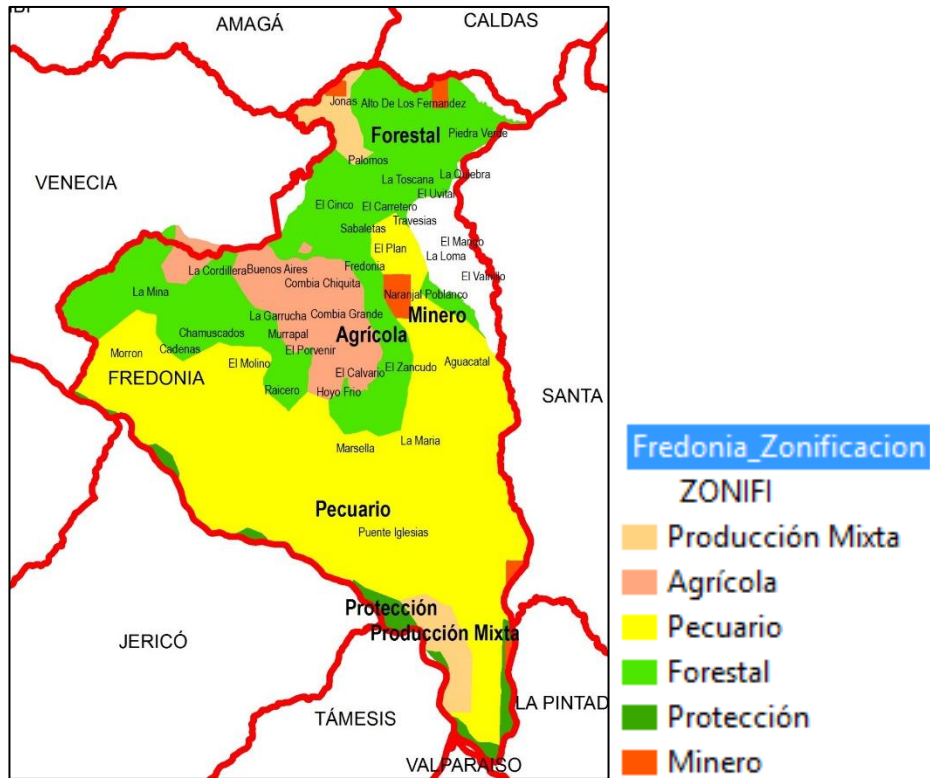 AMAGÁ
CALDAS
Jonas
Alto De Los Fernandez
Forestal
Piedra Verde
Palomos
VENECIA
La Toscana
La Quiebra
El Uvital
El Cinco
El Carretero
Travesias
Sabaletas
El Mango
El Plan
La Loma
La Cordillera
Buenos Aires
Fredonia
Combia Chiquita
La Mina
Naranjal Poblanco
Minero
La Garrucha
Combia Grande
Chamuscados
Murrapal
Agrícola
Morron
Cadenas
El Porvenir
El Molino
El Calvario
El Zancudo
Aguacatal
FREDONIA
Raicero
Hoyo Frio
SANTA
Marsella
La Maria
Pecuario
Puente Iglesias
Protección
Producción Mixta
JERICÓ
TÁMESIS
LA PINTAD
VALPARAISO
Fredonia_Zonificacion
ZONIFI
Producción Mixta
Agrícola
Pecuario
Forestal
Protección
Minero